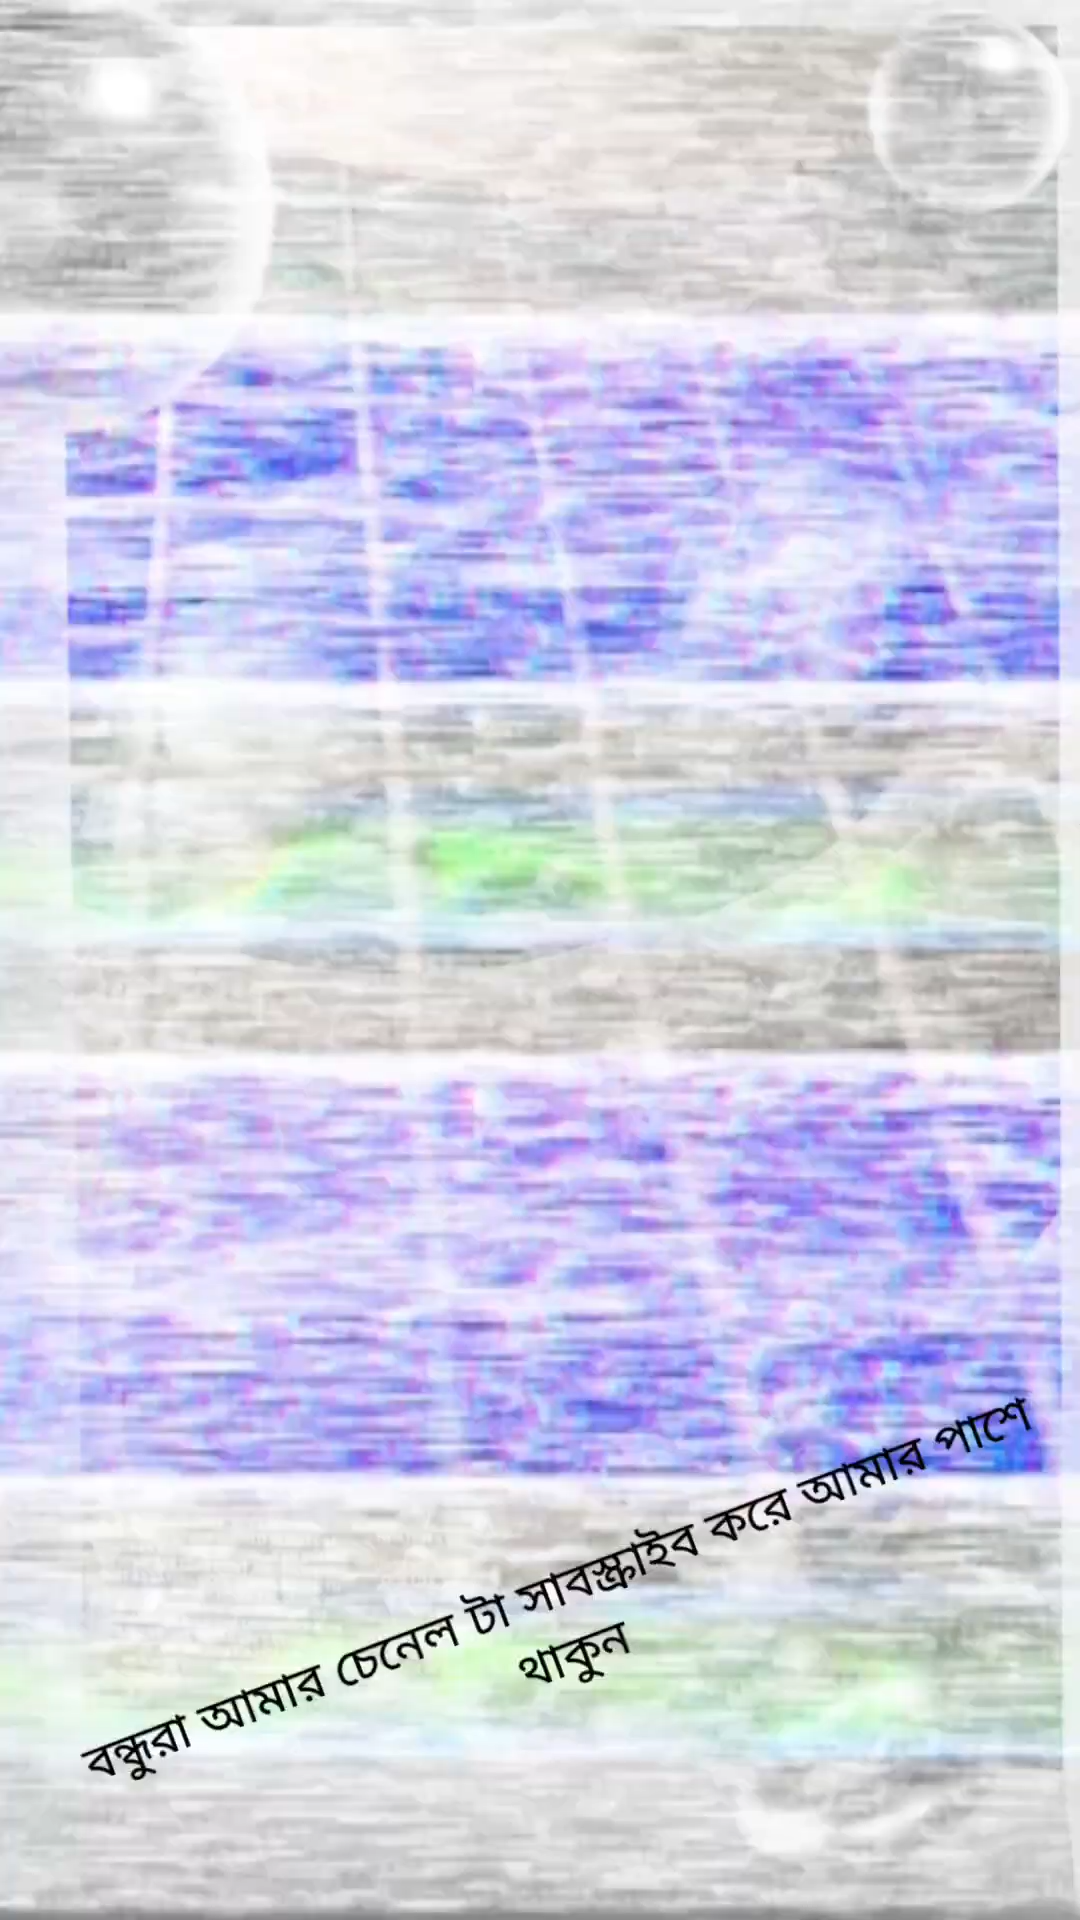 বন্ধুরা আমার চেনেল টা সাবস্ক্রাইব করে আমার পাশে
থাকুন